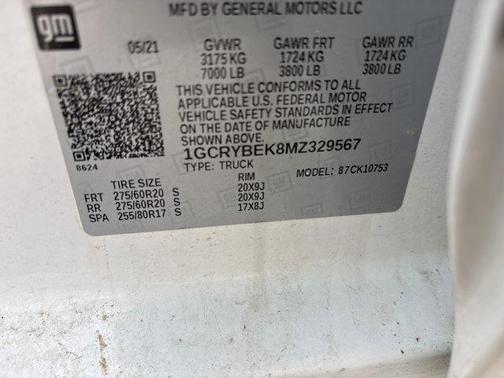 MFD BY GENERAL MOTORS LLC
gm
05/21 GVWR GAWR FRT GAWR RR
3175 KG 1724 KG 1724 KG
7000 LB 3800 LB 3800 LB
THIS VEHICLE CONFORMS TO ALL
APPLICABLE U.S. FEDERAL MOTOR
VEHICLE SAFETY STANDARDS IN EFFECT
ON THE DATE OF MANUFACTURE
SHOWN ABOVE.
1GCRYBEK8MZ329567
8624
TYPE: TRUCK MODEL: 87CK10753
TIRE SIZE RIM
FRT 275/60R20 S 20X9J
RR 275/60R20 S 20X9J
SPA 255/80R17 S 17X8J